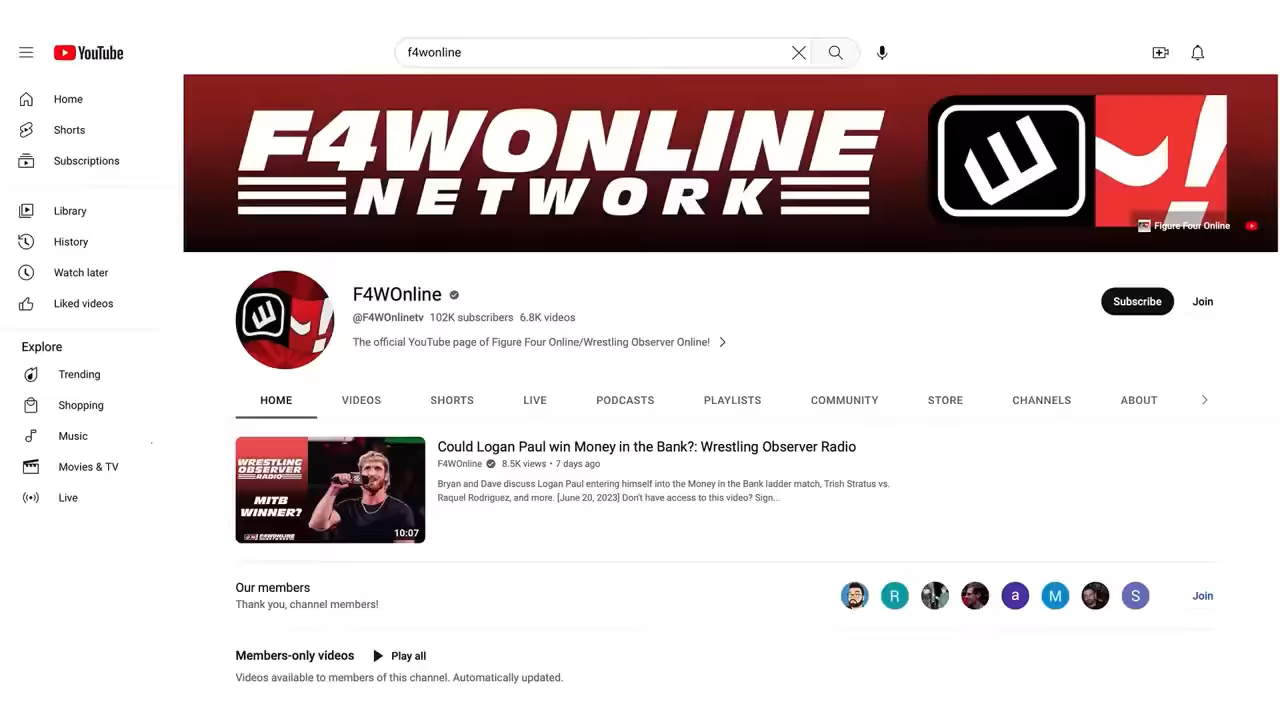 YouTube
f4wonline
Home
Shorts
Subscriptions
Library
History
Watch later
Liked videos
Explore
Trending
Shopping
Music
Movies & TV
Live
F4WONLINE
NETWORK
Figure Four Online
F4WOnline
@F4WOnlinetv 102K subscribers 6.8K videos
The official YouTube page of Figure Four Online/Wrestling Observer Online!
Subscribe
Join
HOME VIDEOS SHORTS LIVE PODCASTS PLAYLISTS COMMUNITY STORE CHANNELS ABOUT
WRESTLING
OBSERVER
RADIO
MITB
WINNER?
F4WONLINE
10:07
Could Logan Paul win Money in the Bank?: Wrestling Observer Radio
F4WOnline 8.5K views • 7 days ago
Bryan and Dave discuss Logan Paul entering himself into the Money in the Bank ladder match, Trish Stratus vs.
Raquel Rodriguez, and more. [June 20, 2023] Don't have access to this video? Sign...
Our members
Thank you, channel members!
R
a
M
S
Join
Members-only videos
Play all
Videos available to members of this channel. Automatically updated.